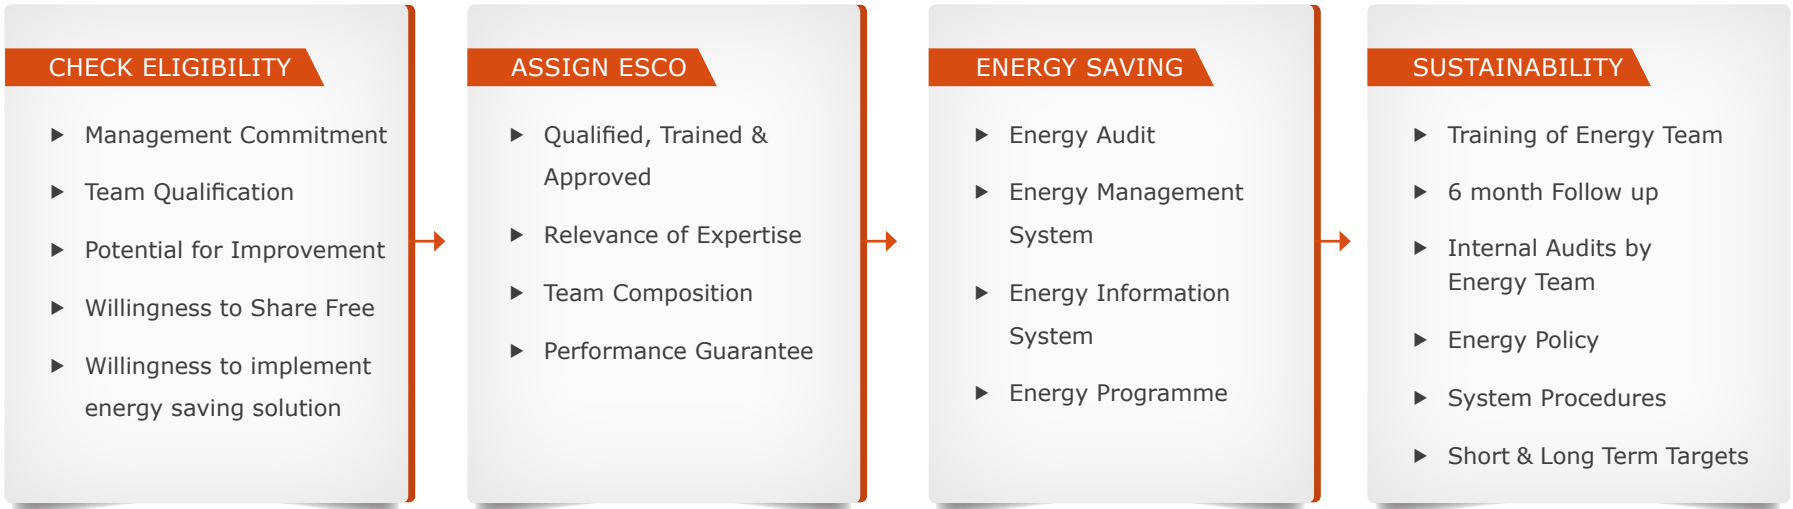 CHECK ELIGIBILITY
Management Commitment
Team Qualification
Potential for Improvement
Willingness to Share Free
Willingness to implement
energy saving solution
ASSIGN ESCO
Qualified, Trained &
Approved
Relevance of Expertise
Team Composition
Performance Guarantee
ENERGY SAVING
Energy Audit
Energy Management
System
Energy Information
System
Energy Programme
SUSTAINABILITY
Training of Energy Team
6 month Follow up
Internal Audits by
Energy Team
Energy Policy
System Procedures
Short & Long Term Targets